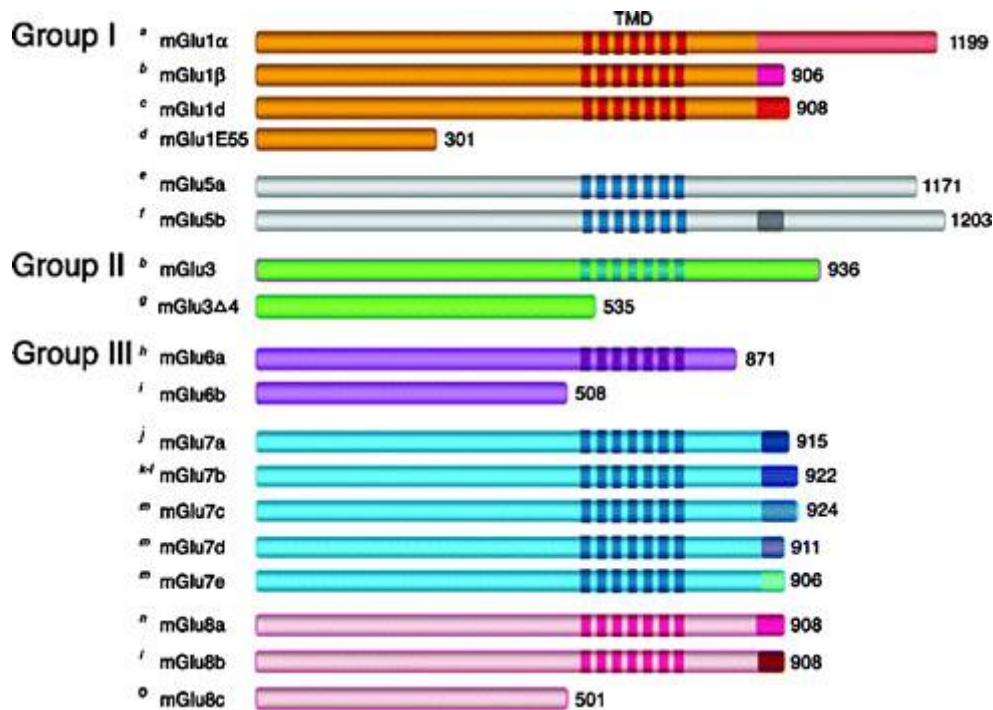 TMD
Group I a mGlu1α 1199
b mGlu1β 906
c mGlu1d 908
d mGlu1E55 301
e mGlu5a 1171
f mGlu5b 1203
Group II b mGlu3 936
g mGlu3Δ4 535
Group III h mGlu6a 871
i mGlu6b 508
j mGlu7a 915
k-l mGlu7b 922
m mGlu7c 924
m mGlu7d 911
m mGlu7e 906
n mGlu8a 908
i mGlu8b 908
o mGlu8c 501